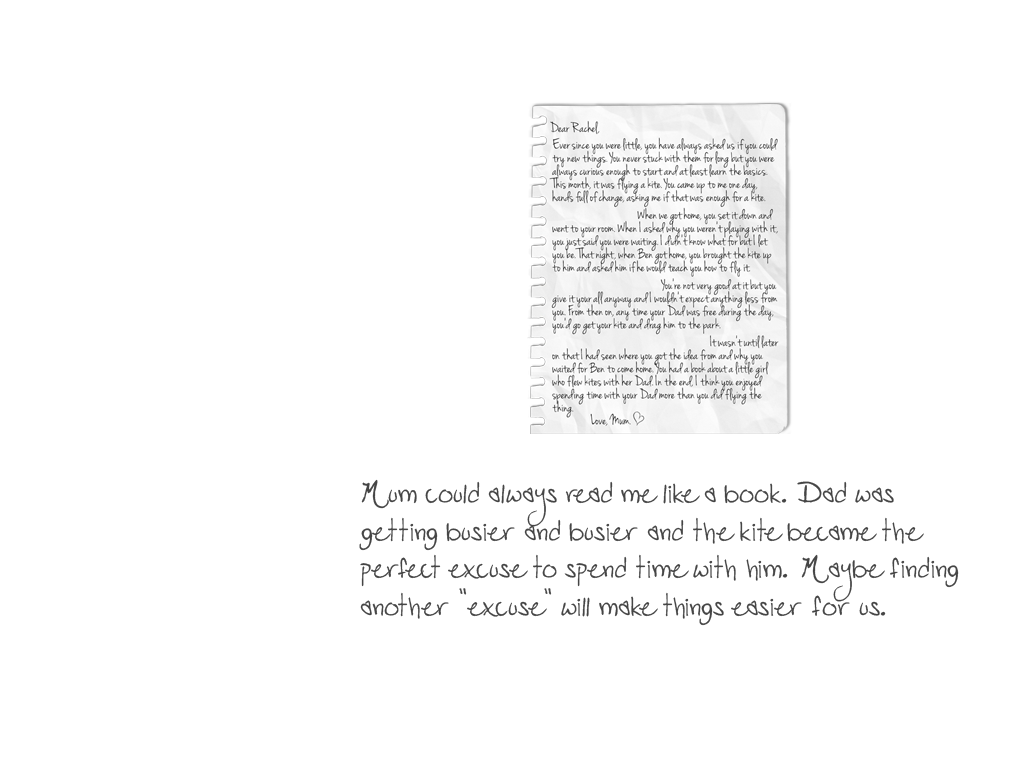 Dear Rachel,
Ever since you were little, you have always asked us if you could
try new things. You never stuck with them for long but you were
always curious enough to start and at least learn the basics.
This month, it was flying a kite. You came up to me one day,
hands full of change, asking me if that was enough for a kite.
When we got home, you set it down and
went to your room. When I asked why you weren't playing with it,
you just said you were waiting. I didn't know what for but I let
you be. That night, when Ben got home, you brought the kite up
to him and asked him if he would teach you how to fly it.
You're not very good at it but you
give it your all anyway and I wouldn't expect anything less from
you. From then on, any time your Dad was free during the day,
you'd go get your kite and drag him to the park.
It wasn't until later
on that I had seen where you got the idea from and why you
waited for Ben to come home. You had a book about a little girl
who flew kites with her Dad. In the end, I think you enjoyed
spending time with your Dad more than you did flying the
thing.
Love, Mum ♡
Mum could always read me like a book. Dad was
getting busier and busier and the kite became the
perfect excuse to spend time with him. Maybe finding
another "excuse" will make things easier for us.